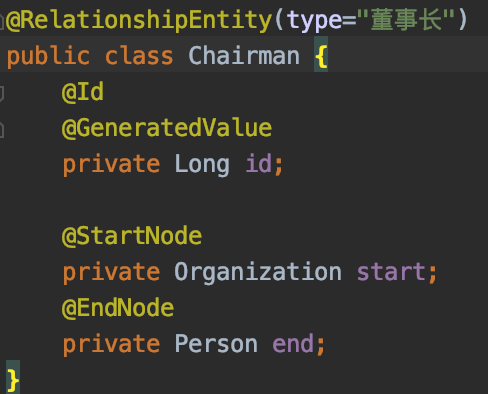 @RelationshipEntity(type="董事长")
public class Chairman {
@Id
@GeneratedValue
private Long id;
@StartNode
private Organization start;
@EndNode
private Person end;
}